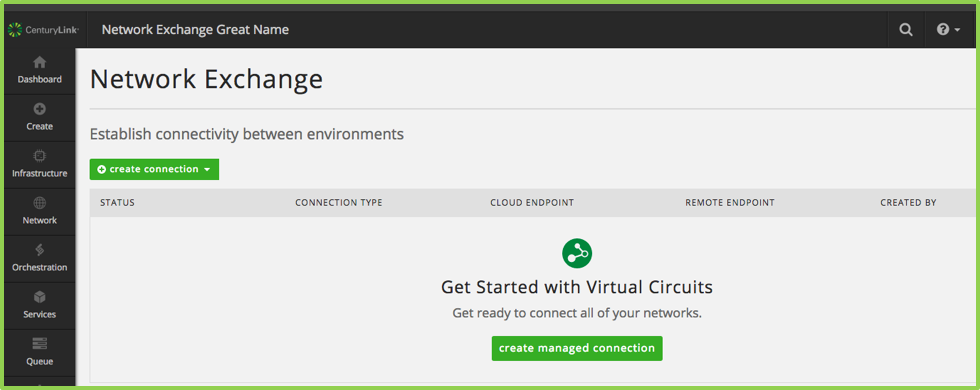 CenturyLink
Network Exchange Great Name
Dashboard
Create
Infrastructure
Network
Orchestration
Services
Queue
Network Exchange
Establish connectivity between environments
create connection
STATUS CONNECTION TYPE CLOUD ENDPOINT REMOTE ENDPOINT CREATED BY
Get Started with Virtual Circuits
Get ready to connect all of your networks.
create managed connection